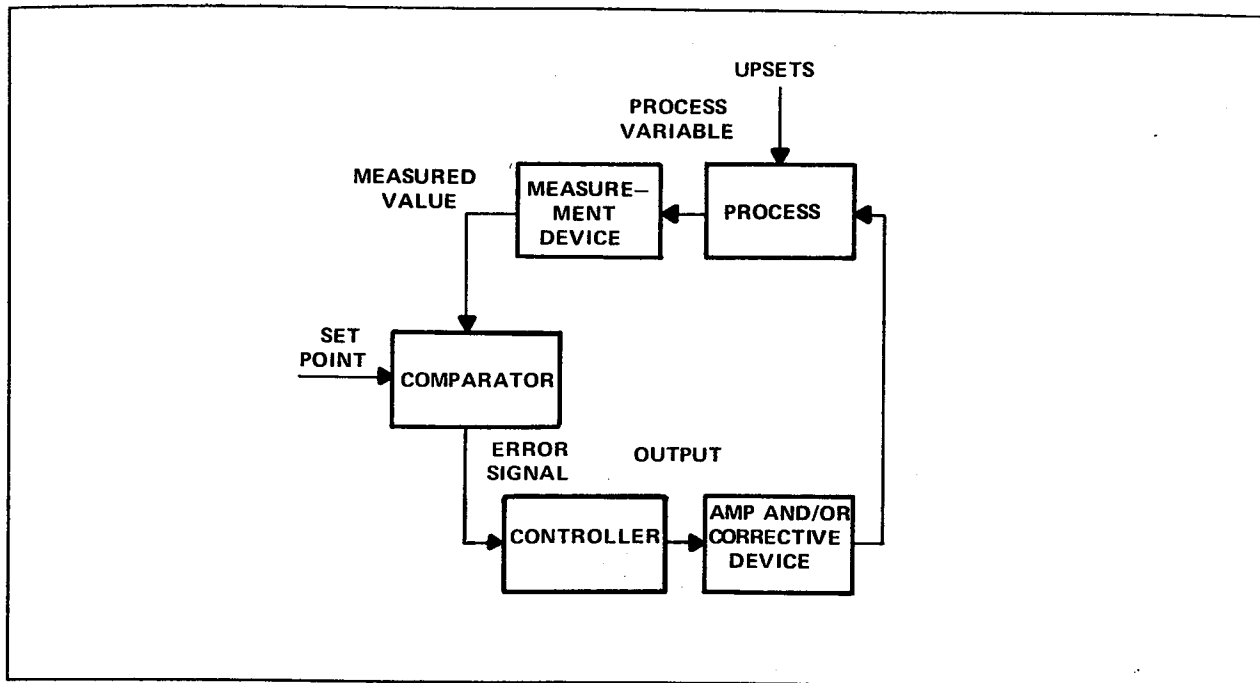 UPSETS
PROCESS
VARIABLE
MEASURED
VALUE
MEASURE–
MENT
DEVICE
PROCESS
SET
POINT
COMPARATOR
ERROR
SIGNAL
OUTPUT
CONTROLLER
AMP AND/OR
CORRECTIVE
DEVICE